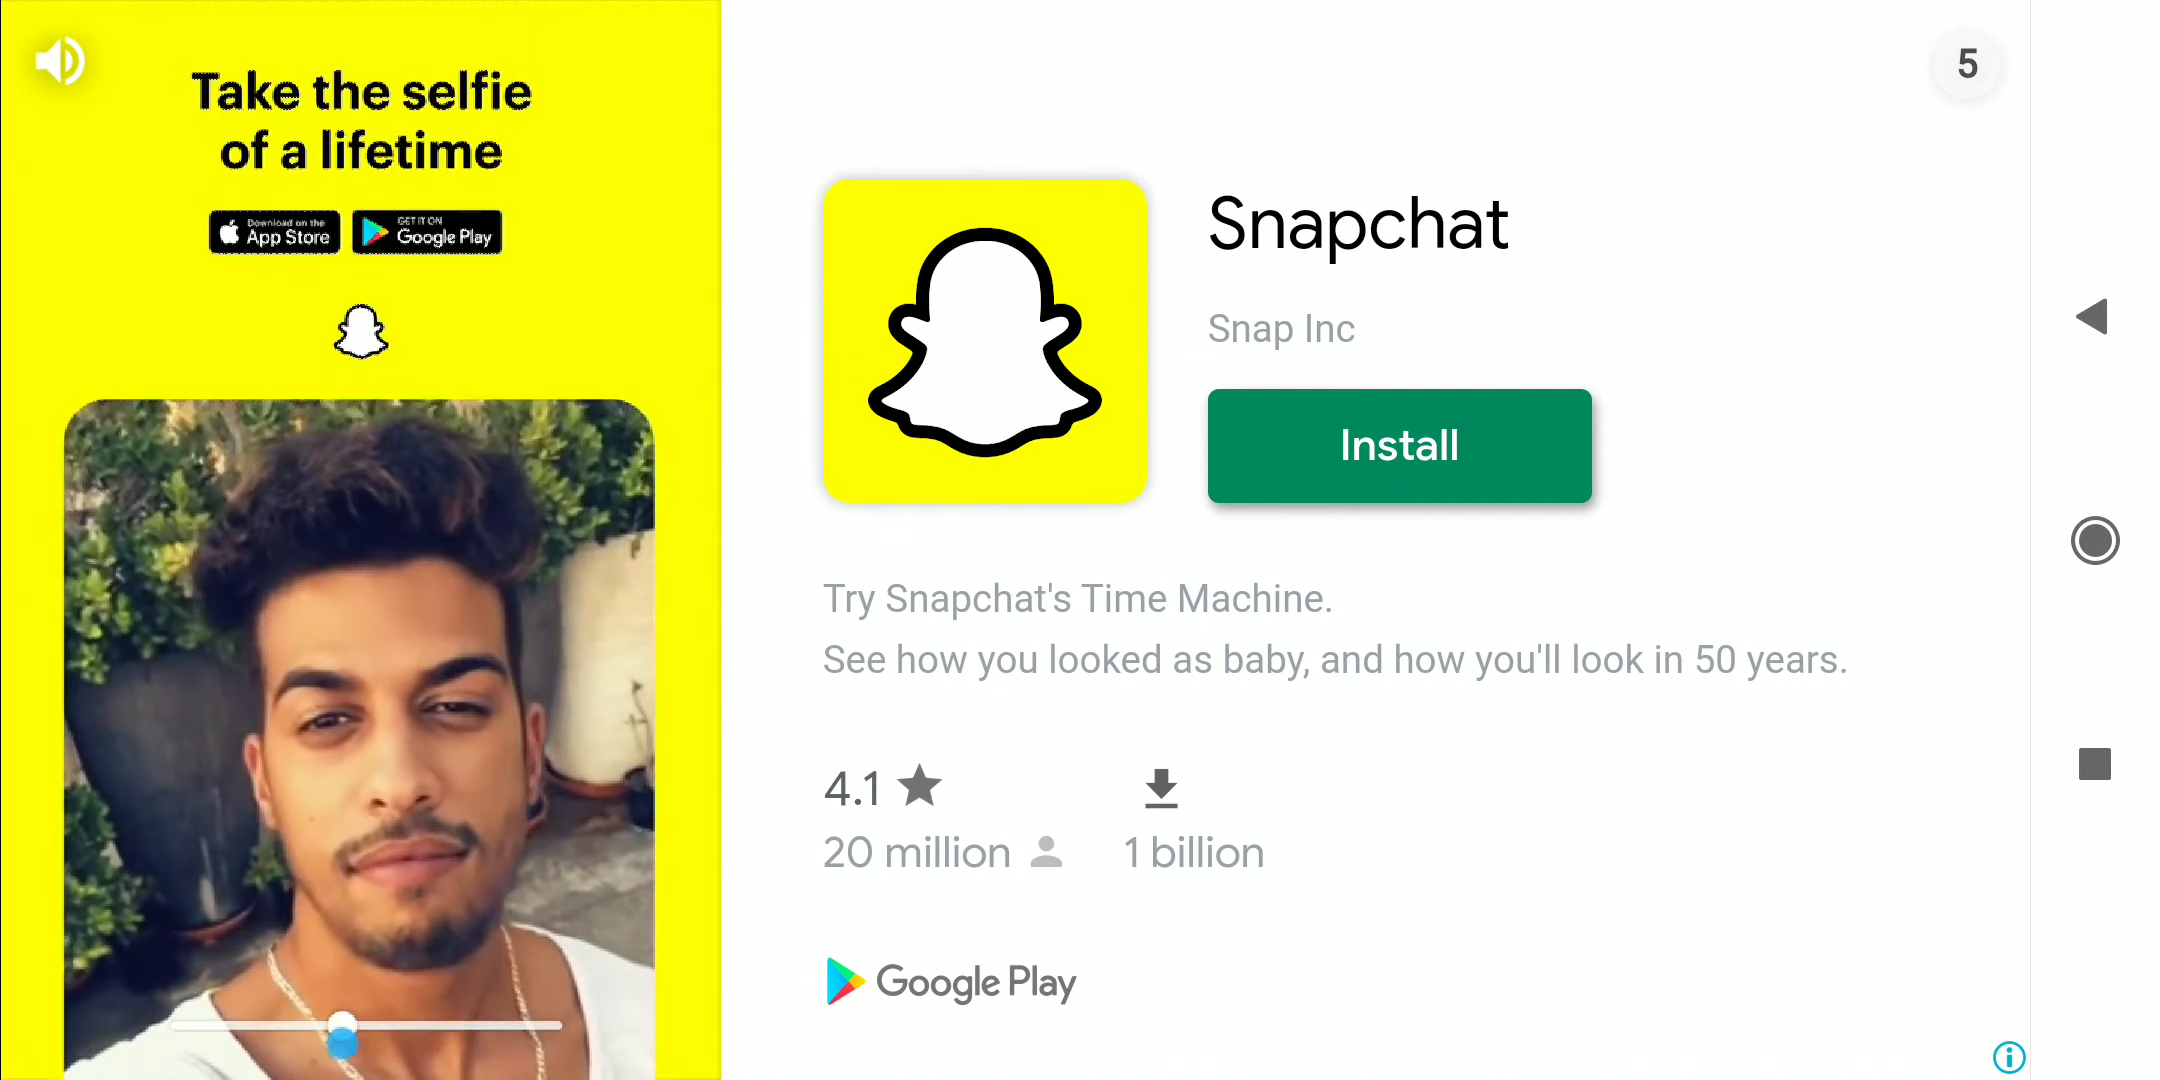 Take the selfie
of a lifetime
Download on the
App Store
GET IT ON
Google Play
5
Snapchat
Snap Inc
Install
Try Snapchat's Time Machine.
See how you looked as baby, and how you'll look in 50 years.
4.1
20 million
1 billion
Google Play